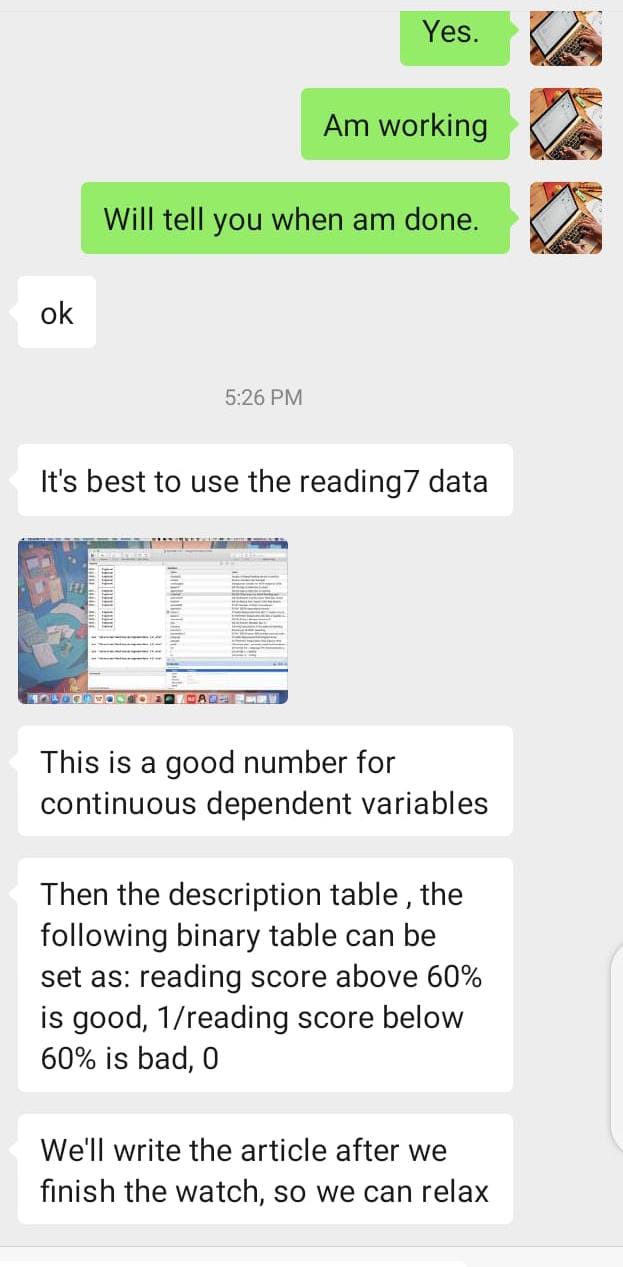 Yes.
Am working
Will tell you when am done.
ok
5:26 PM
It's best to use the reading7 data
This is a good number for
continuous dependent variables
Then the description table , the
following binary table can be
set as: reading score above 60%
is good, 1/reading score below
60% is bad, 0
We'll write the article after we
finish the watch, so we can relax